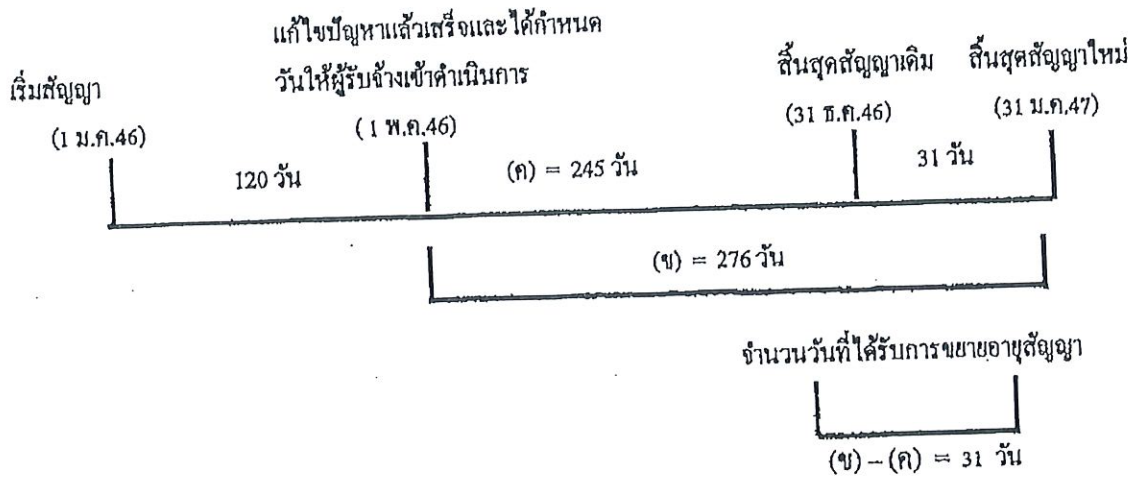 แก้ไขปัญหาแล้วเสร็จและได้กำหนด
วันให้ผู้รับจ้างเข้าดำเนินการ
เริ่มสัญญา
สิ้นสุดสัญญาเดิม
สิ้นสุดสัญญาใหม่
(1 ม.ค.46)
( 1 พ.ค.46)
(31 ธ.ค.46)
(31 ม.ค.47)
120 วัน
(ค) = 245 วัน
31 วัน
(ข) = 276 วัน
จำนวนวันที่ได้รับการขยายอายุสัญญา
(ข) – (ค) = 31 วัน